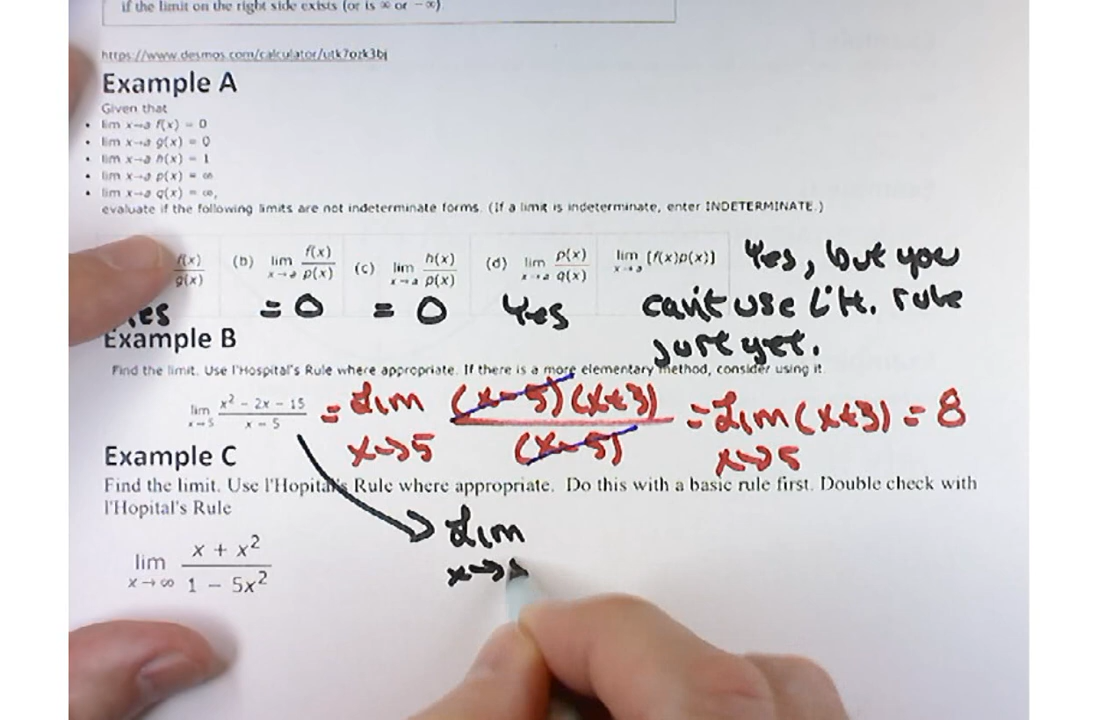 if the limit on the right side exists (or is ∞ or −∞)
https://www.desmos.com/calculator/utk7ozk3bj
Example A
Given that
• lim x→a f(x) = 0
• lim x→a g(x) = 0
• lim x→a h(x) = 1
• lim x→a p(x) = ∞
• lim x→a q(x) = ∞,
evaluate if the following limits are not indeterminate forms. (If a limit is indeterminate, enter INDETERMINATE.)
f(x)/g(x) (b) lim x→a f(x)/p(x) (c) lim x→a h(x)/p(x) (d) lim x→a p(x)/q(x) lim x→a [f(x)p(x)] Yes, but you
Yes = 0 = 0 Yes can't use L'H. rule
just yet.
Example B
Find the limit. Use l'Hospital's Rule where appropriate. If there is a more elementary method, consider using it.
lim x→5 x² − 2x − 15 / x − 5 = Lim x→5 (x-5)(x+3) / (x-5) = Lim x→5 (x+3) = 8
Example C
Find the limit. Use l'Hopital's Rule where appropriate. Do this with a basic rule first. Double check with
l'Hopital's Rule
Lim
x→
lim x→∞ x + x² / 1 − 5x²